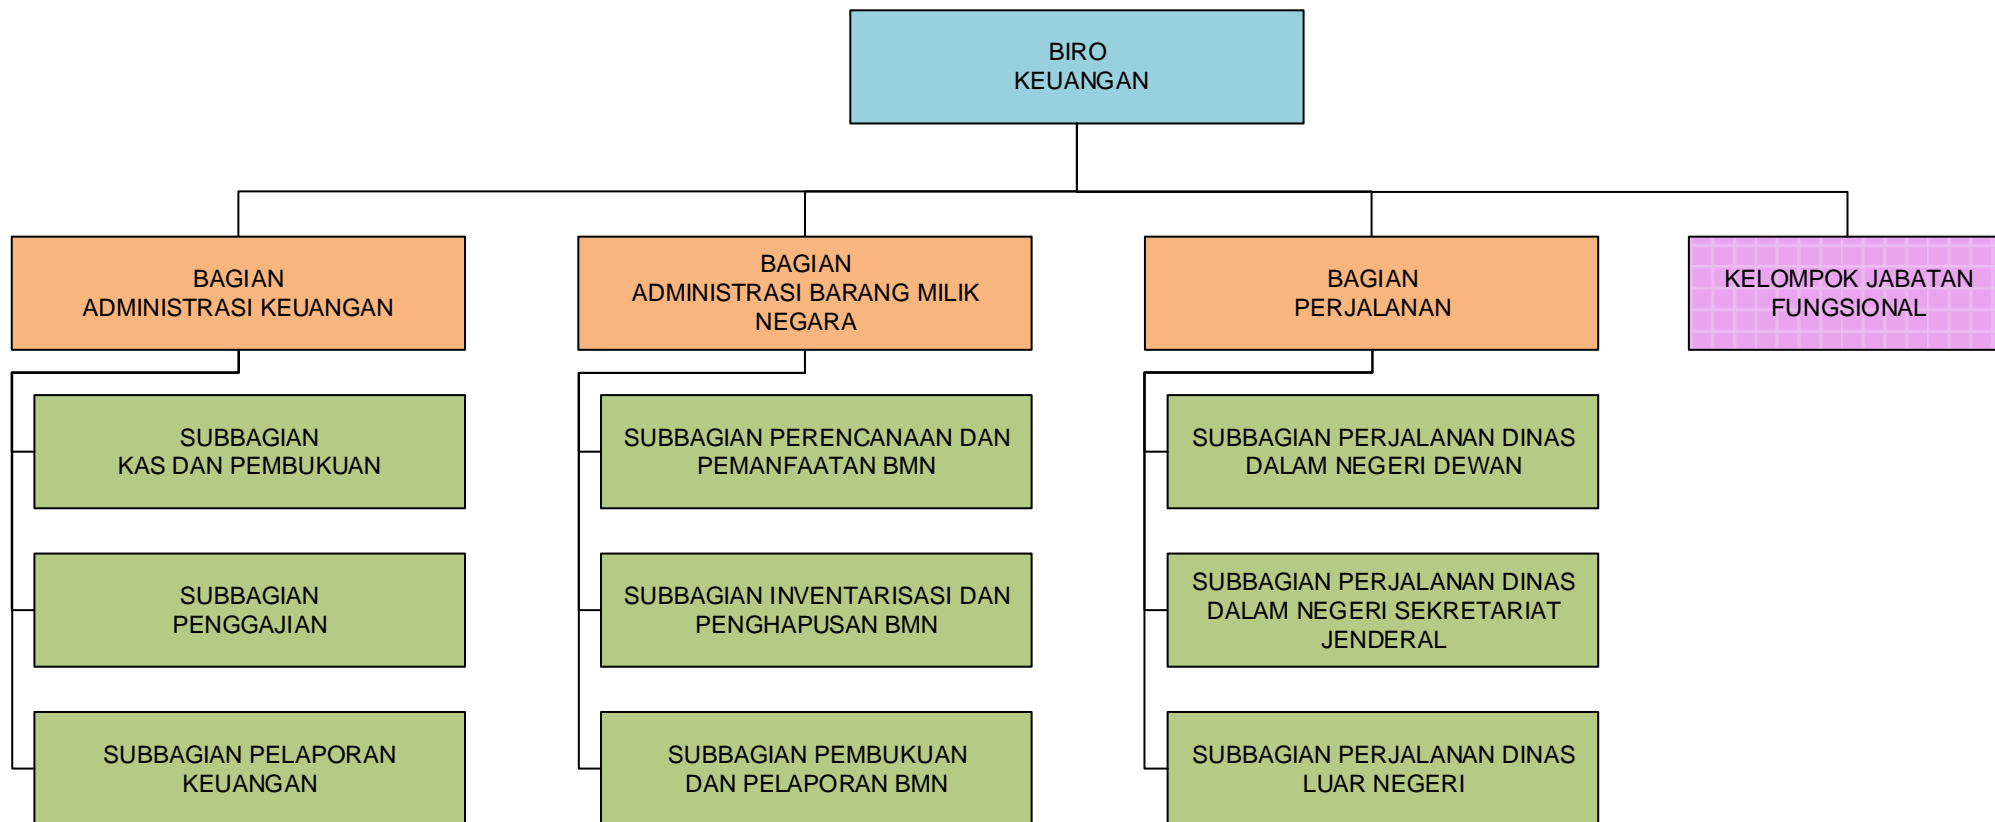 BIRO
KEUANGAN
BAGIAN
ADMINISTRASI KEUANGAN
BAGIAN
ADMINISTRASI BARANG MILIK
NEGARA
BAGIAN
PERJALANAN
KELOMPOK JABATAN
FUNGSIONAL
SUBBAGIAN
KAS DAN PEMBUKUAN
SUBBAGIAN PERENCANAAN DAN
PEMANFAATAN BMN
SUBBAGIAN PERJALANAN DINAS
DALAM NEGERI DEWAN
SUBBAGIAN
PENGGAJIAN
SUBBAGIAN INVENTARISASI DAN
PENGHAPUSAN BMN
SUBBAGIAN PERJALANAN DINAS
DALAM NEGERI SEKRETARIAT
JENDERAL
SUBBAGIAN PELAPORAN
KEUANGAN
SUBBAGIAN PEMBUKUAN
DAN PELAPORAN BMN
SUBBAGIAN PERJALANAN DINAS
LUAR NEGERI